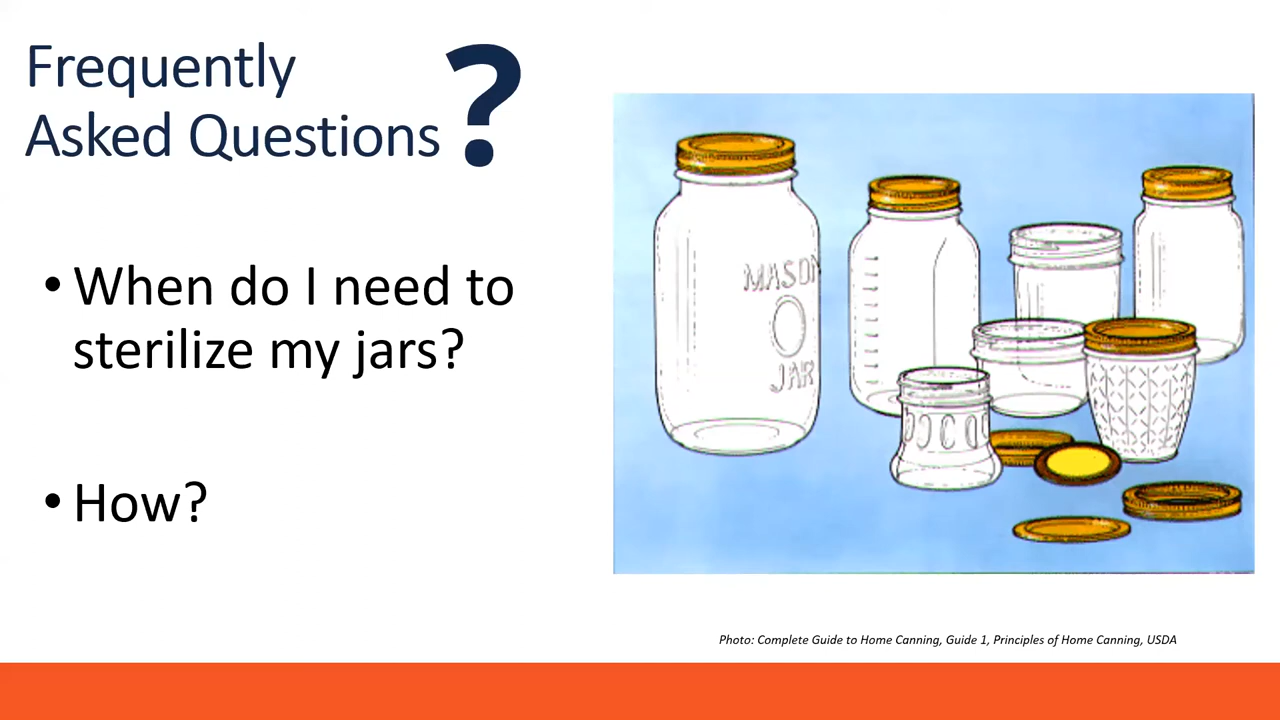 Frequently
Asked Questions?
• When do I need to
sterilize my jars?
• How?
MASON
JAR
Photo: Complete Guide to Home Canning, Guide 1, Principles of Home Canning, USDA